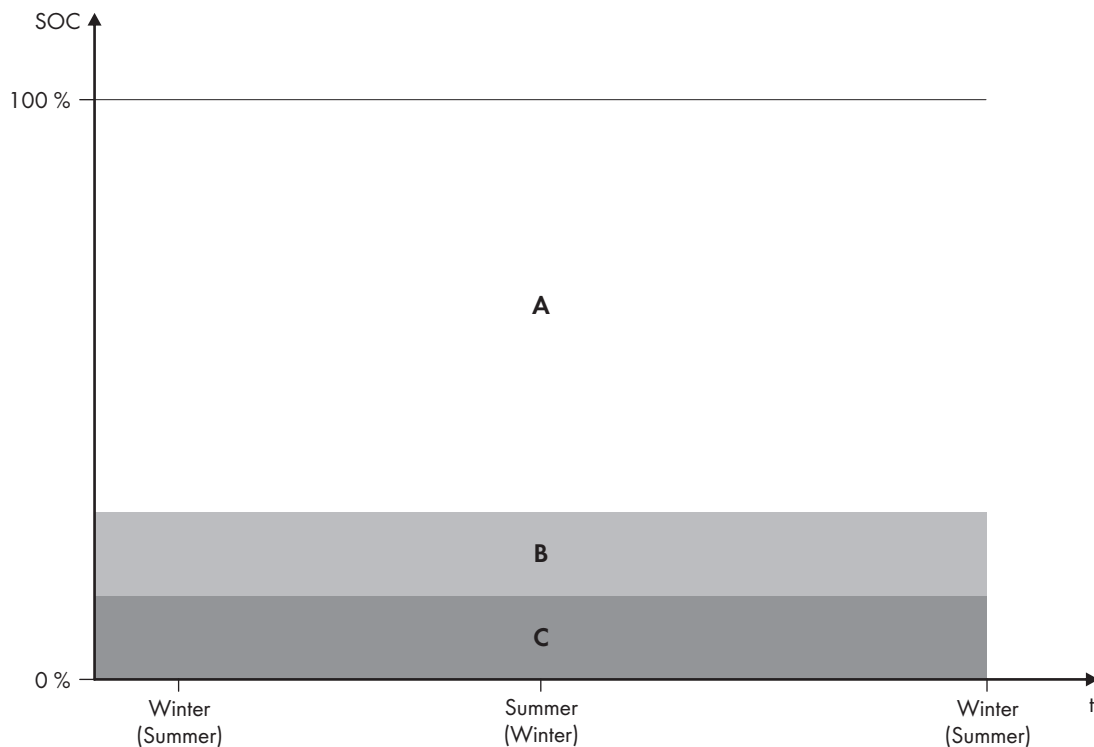 SOC
100 %
A
B
C
0 %
t
Winter
(Summer)
Summer
(Winter)
Winter
(Summer)